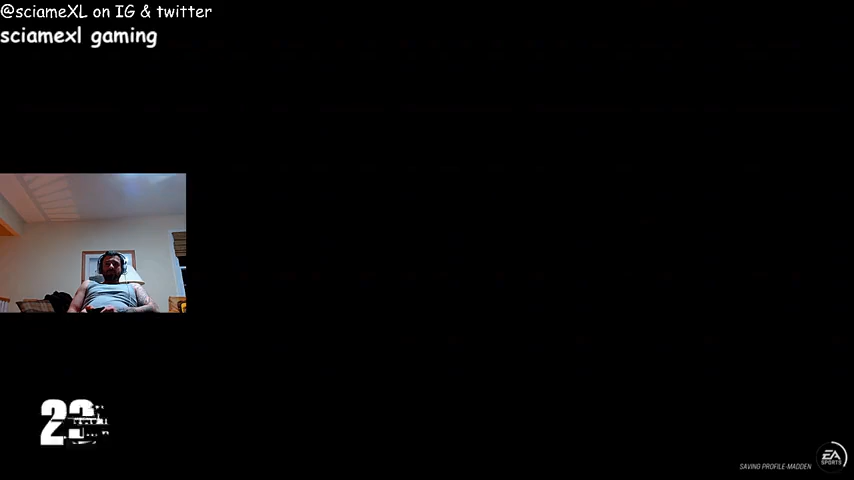 @sciameXL on IG & twitter
sciamexl gaming
23
SAVING PROFILE-MADDEN
EA
SPORTS